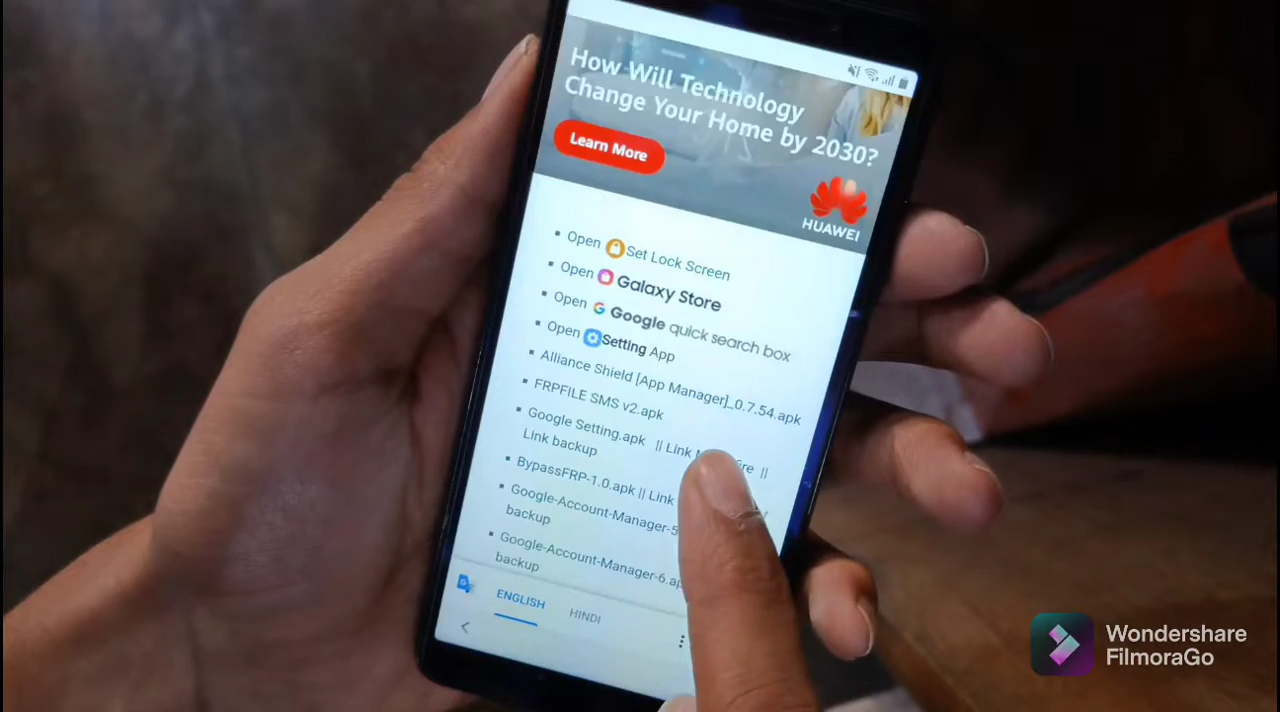 How Will Technology
Change Your Home by 2030?
Learn More
HUAWEI
Open Set Lock Screen
Open Galaxy Store
Open Google quick search box
Open Setting App
Alliance Shield [App Manager]_0.7.54.apk
FRPFILE SMS v2.apk
Google Setting.apk || Link ||
Link backup
BypassFRP-1.0.apk || Link
Google-Account-Manager-5
backup
Google-Account-Manager-6.ap
backup
ENGLISH HINDI
Wondershare
FilmoraGo